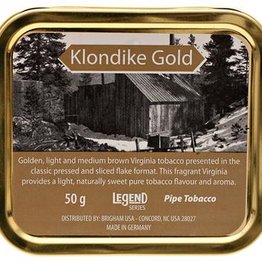 Klondike Gold
Golden, light and medium brown Virginia tobacco presented in the
classic pressed and sliced flake format. This fragrant Virginia
provides a light, naturally sweet pure tobacco flavour and aroma.
50 g LEGEND SERIES Pipe Tobacco
DISTRIBUTED BY: BRIGHAM USA - CONCORD, NC USA 28027
MADE IN GERMANY